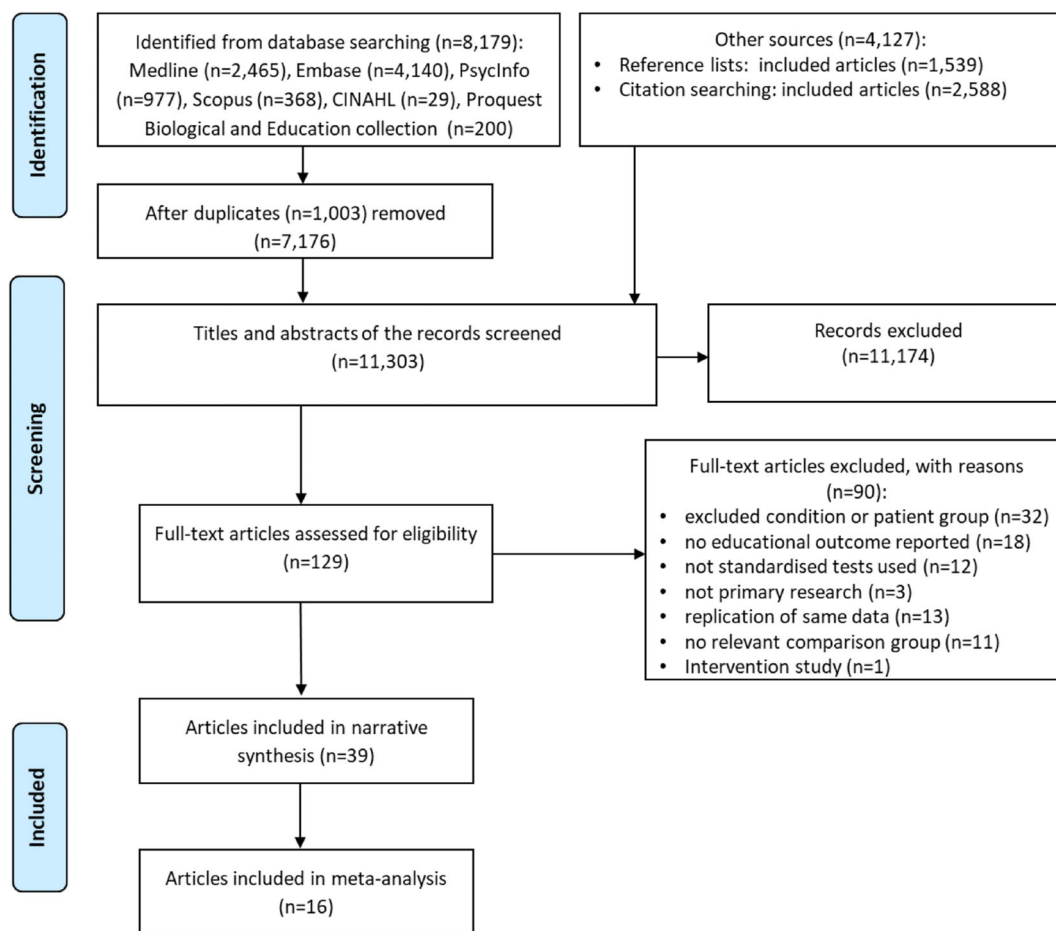 Identification
Identified from database searching (n=8,179):
Medline (n=2,465), Embase (n=4,140), PsycInfo
(n=977), Scopus (n=368), CINAHL (n=29), Proquest
Biological and Education collection (n=200)
Other sources (n=4,127):
• Reference lists: included articles (n=1,539)
• Citation searching: included articles (n=2,588)
After duplicates (n=1,003) removed
(n=7,176)
Screening
Titles and abstracts of the records screened
(n=11,303)
Records excluded
(n=11,174)
Full-text articles assessed for eligibility
(n=129)
Full-text articles excluded, with reasons
(n=90):
• excluded condition or patient group (n=32)
• no educational outcome reported (n=18)
• not standardised tests used (n=12)
• not primary research (n=3)
• replication of same data (n=13)
• no relevant comparison group (n=11)
• Intervention study (n=1)
Included
Articles included in narrative
synthesis (n=39)
Articles included in meta-analysis
(n=16)